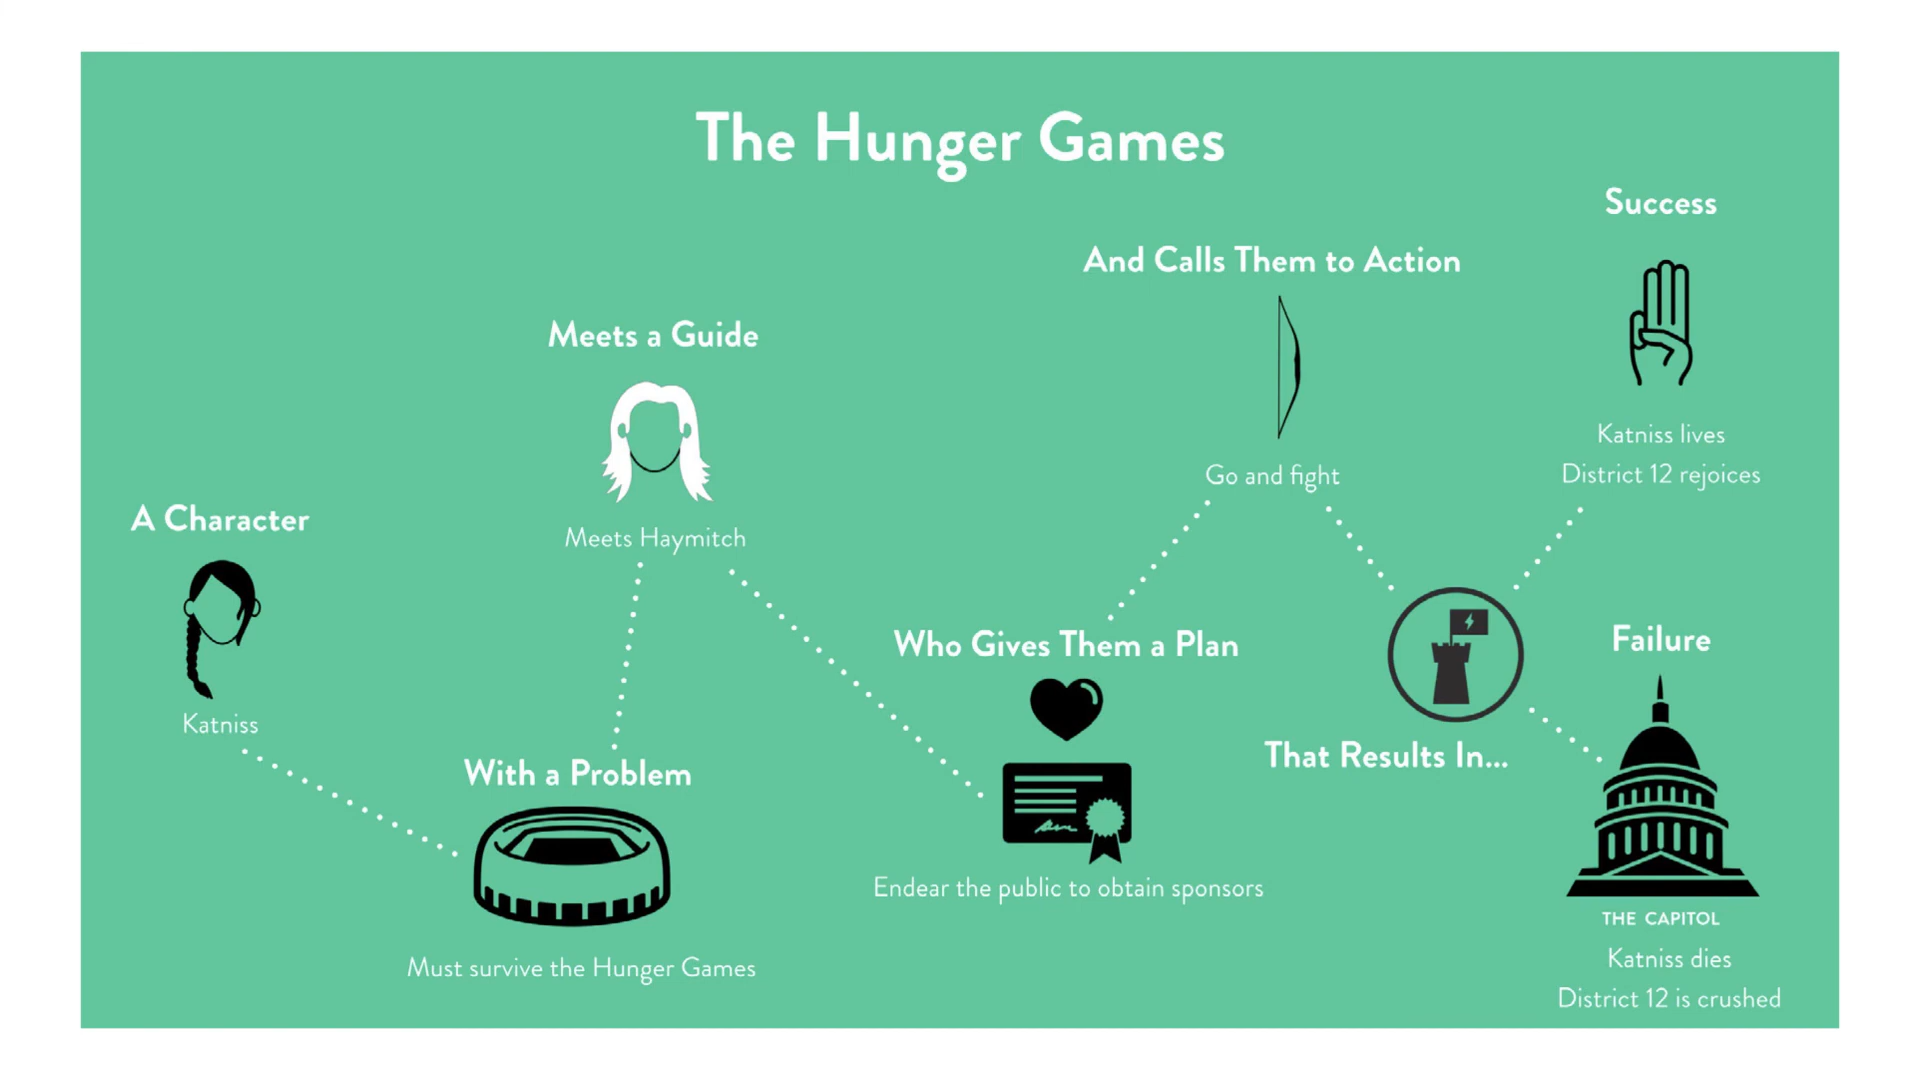 The Hunger Games
A Character
Katniss
With a Problem
Must survive the Hunger Games
Meets a Guide
Meets Haymitch
Who Gives Them a Plan
Endear the public to obtain sponsors
And Calls Them to Action
Go and fight
That Results In...
Success
Katniss lives
District 12 rejoices
Failure
THE CAPITOL
Katniss dies
District 12 is crushed